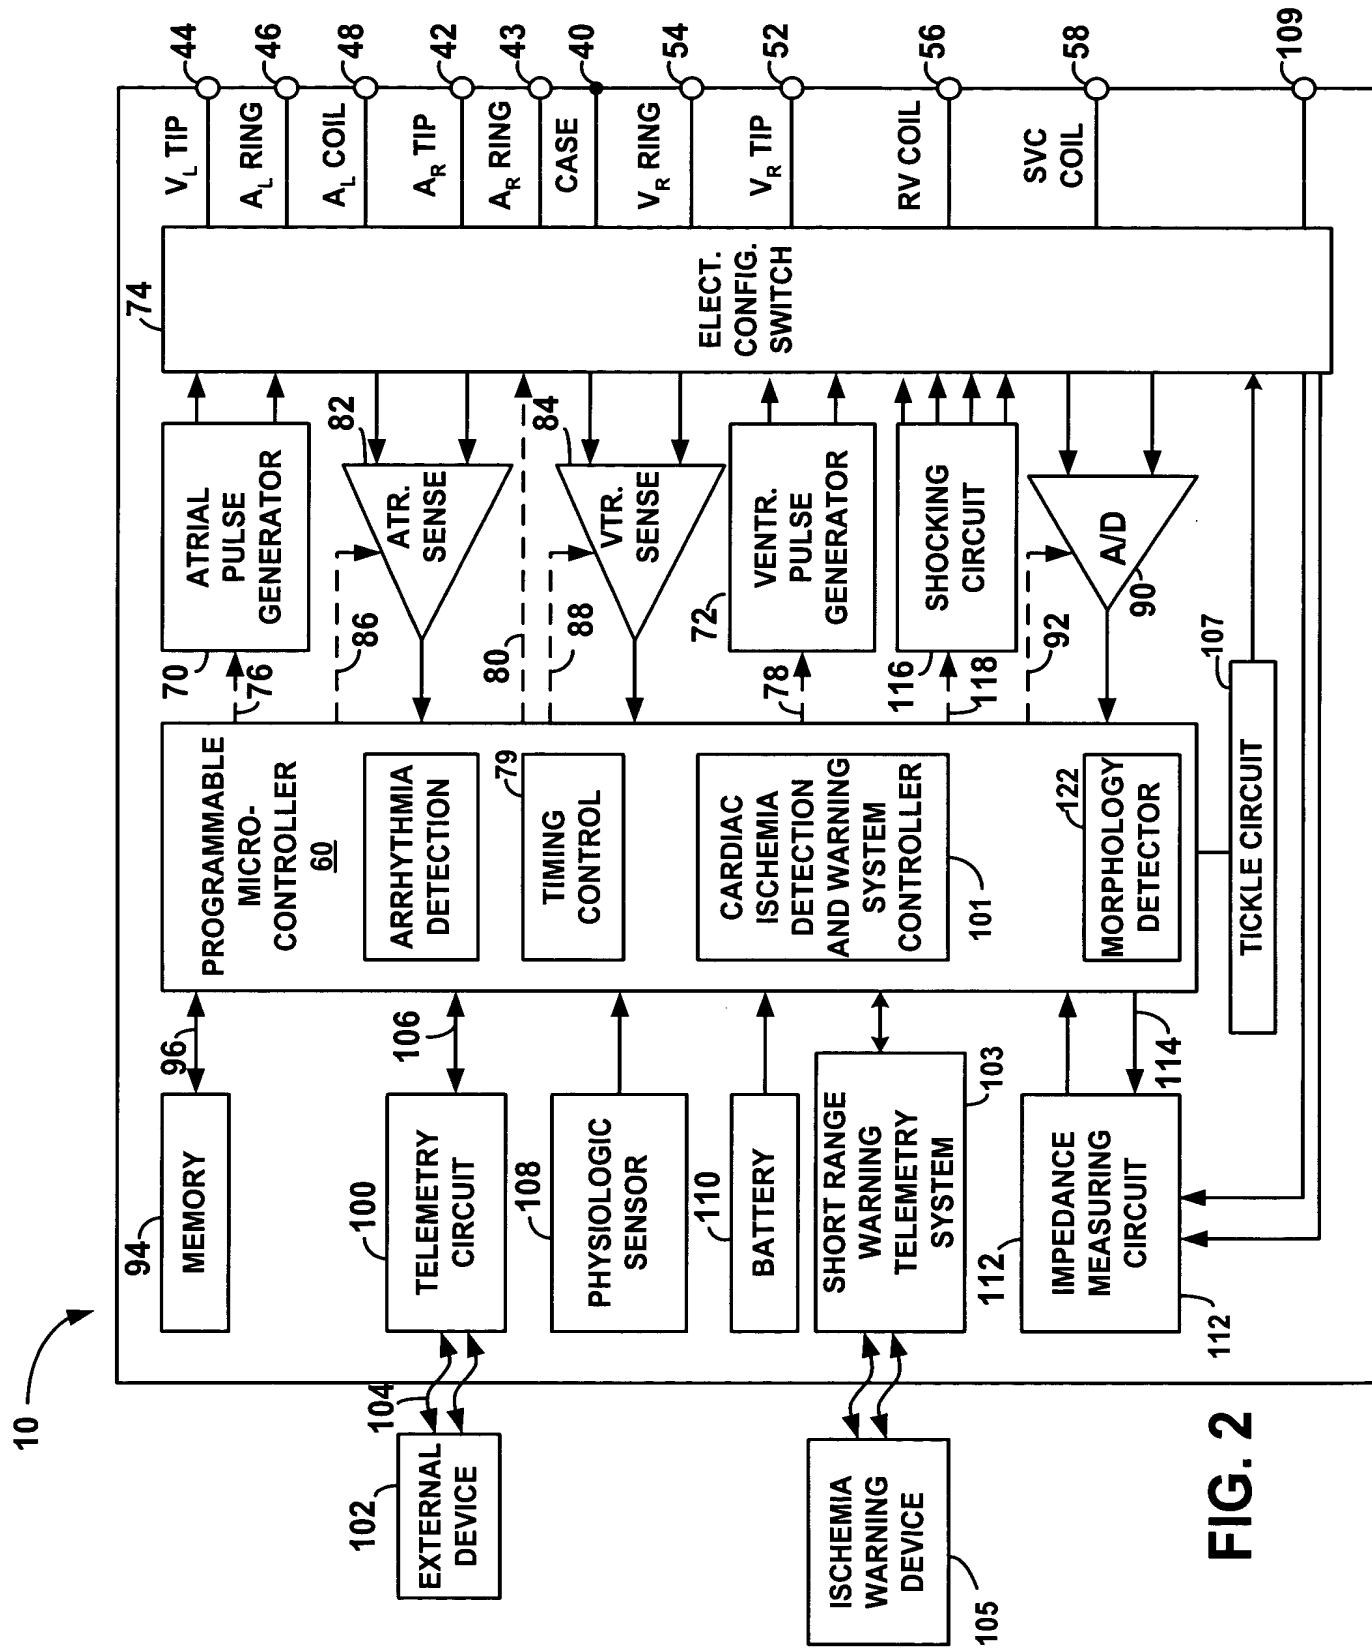 10
V_L TIP
44
A_L RING
46
A_L COIL
48
A_R TIP
42
A_R RING
43
CASE
40
V_R RING
54
V_R TIP
52
RV COIL
56
SVC
COIL
58
109
74
ELECT.
CONFIG.
SWITCH
ATRIAL
PULSE
GENERATOR
70
76
82
ATR.
SENSE
86
80
84
VTR.
SENSE
88
72
VENTR.
PULSE
GENERATOR
78
SHOCKING
CIRCUIT
116
118
A/D
90
92
107
TICKLE CIRCUIT
PROGRAMMABLE
MICRO-
CONTROLLER
60
ARRHYTHMIA
DETECTION
79
TIMING
CONTROL
CARDIAC
ISCHEMIA
DETECTION
AND WARNING
SYSTEM
CONTROLLER
101
122
MORPHOLOGY
DETECTOR
96
94
MEMORY
106
100
TELEMETRY
CIRCUIT
108
PHYSIOLOGIC
SENSOR
110
BATTERY
SHORT RANGE
WARNING
TELEMETRY
SYSTEM
103
114
112
IMPEDANCE
MEASURING
CIRCUIT
112
104
102
EXTERNAL
DEVICE
ISCHEMIA
WARNING
DEVICE
105
FIG. 2